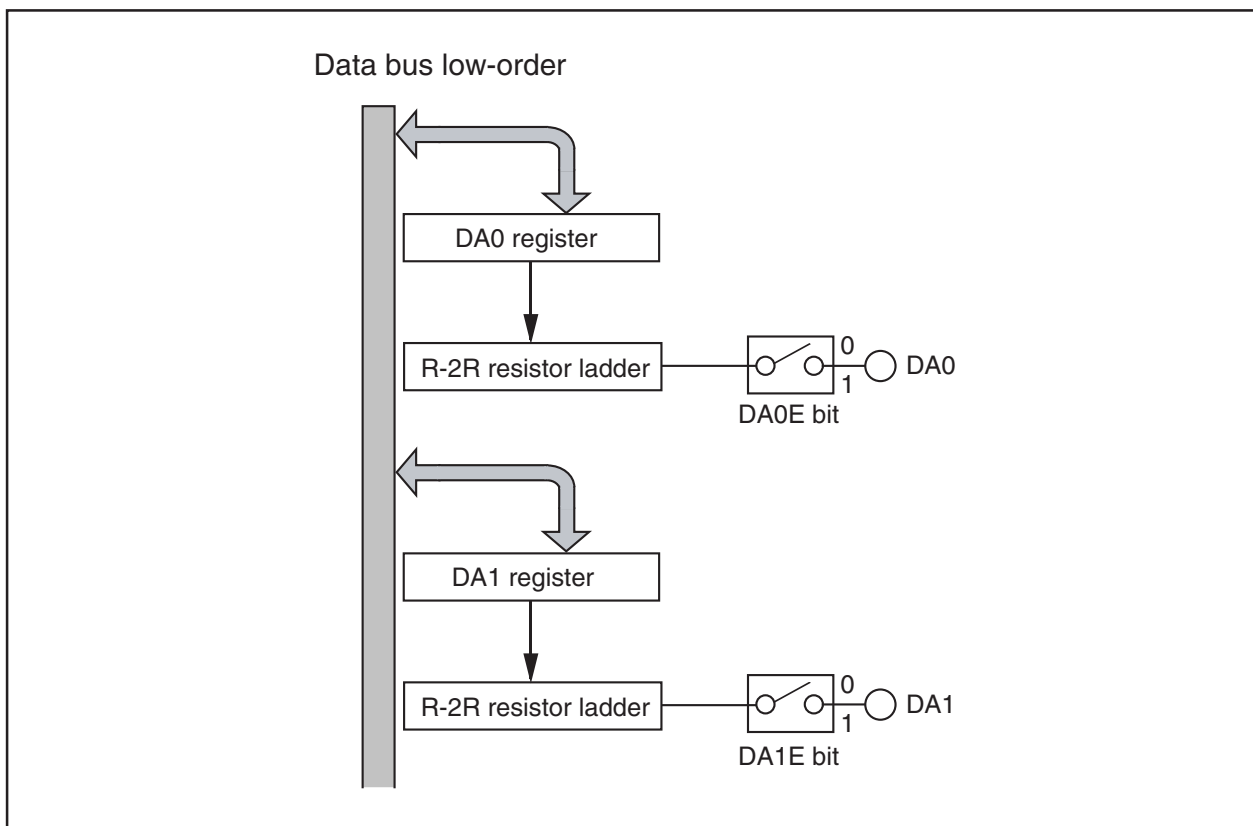 Data bus low-order
DA0 register
R-2R resistor ladder
0
1
DA0
DA0E bit
DA1 register
R-2R resistor ladder
0
1
DA1
DA1E bit